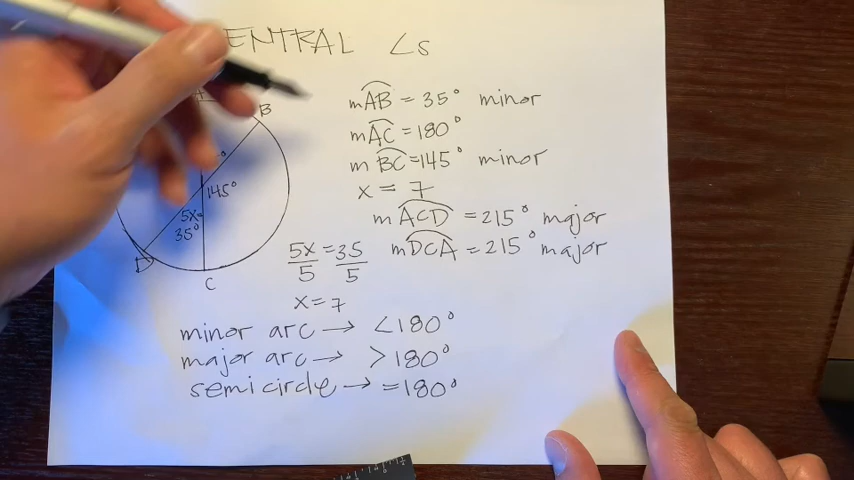 ENTRAL ∠s
B
mAB = 35° minor
mAC = 180°
145°
mBC = 145° minor
x = 7
5x =
35°
mACD = 215° major
D
5x = 35
mDCA = 215° major
5 5
C
x = 7
minor arc → < 180°
major arc → > 180°
semicircle → = 180°